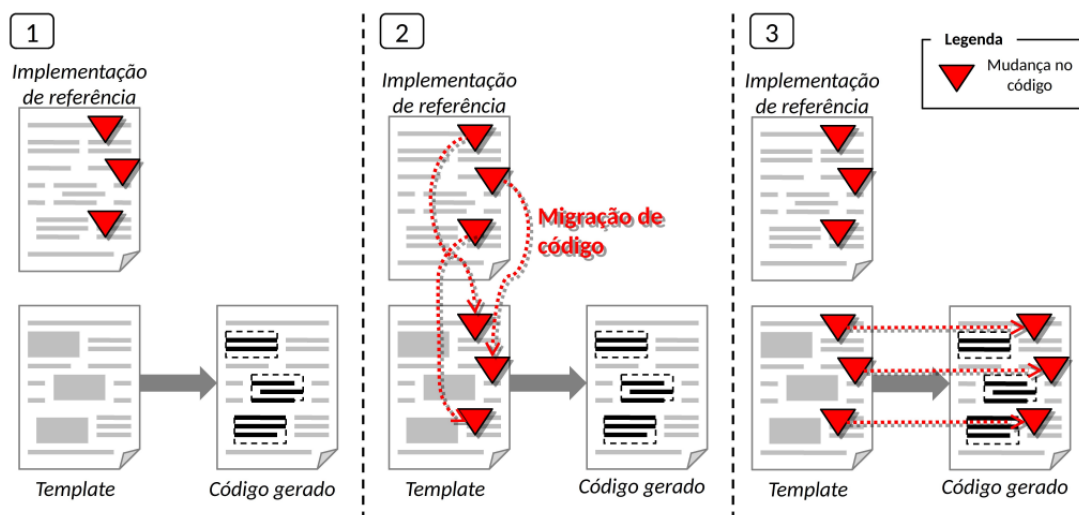 1
Implementação
de referência
Template
Código gerado
2
Implementação
de referência
Migração de
código
Template
Código gerado
3
Legenda
Mudança no
código
Implementação
de referência
Template
Código gerado